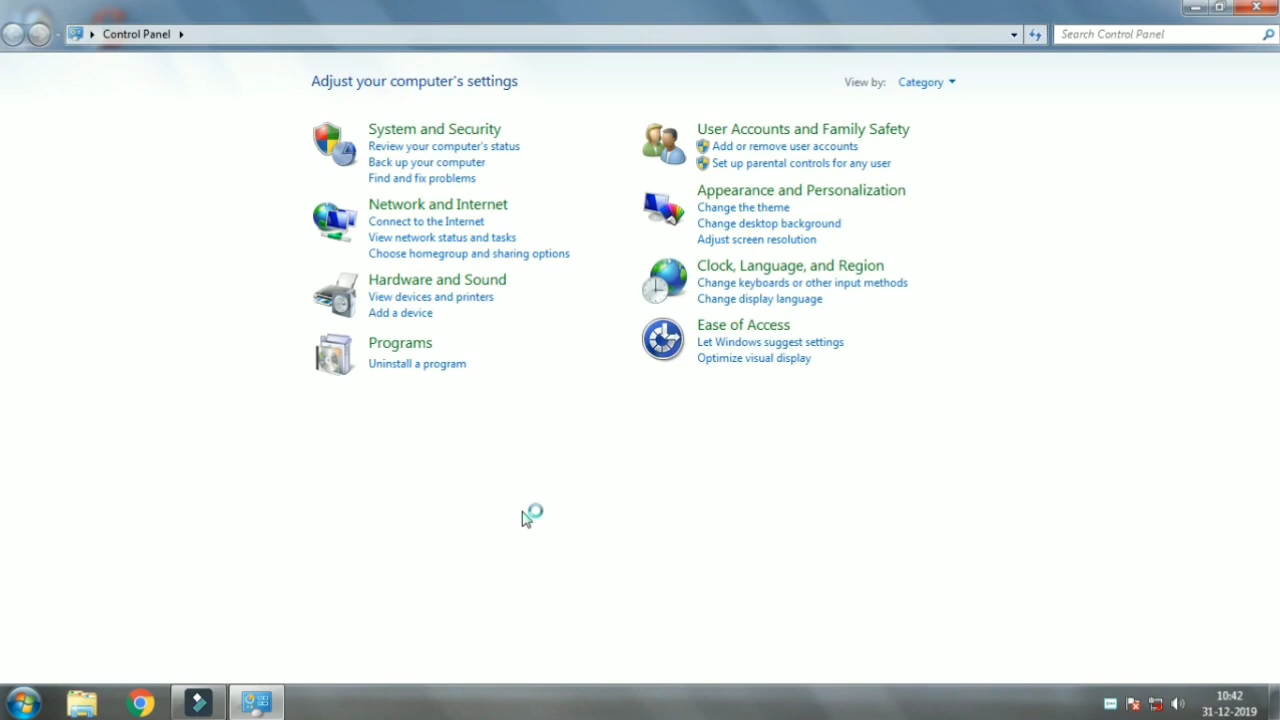 Control Panel
Search Control Panel
Adjust your computer's settings
View by: Category
System and Security
Review your computer's status
Back up your computer
Find and fix problems
Network and Internet
Connect to the Internet
View network status and tasks
Choose homegroup and sharing options
Hardware and Sound
View devices and printers
Add a device
Programs
Uninstall a program
User Accounts and Family Safety
Add or remove user accounts
Set up parental controls for any user
Appearance and Personalization
Change the theme
Change desktop background
Adjust screen resolution
Clock, Language, and Region
Change keyboards or other input methods
Change display language
Ease of Access
Let Windows suggest settings
Optimize visual display
10:42
31-12-2019